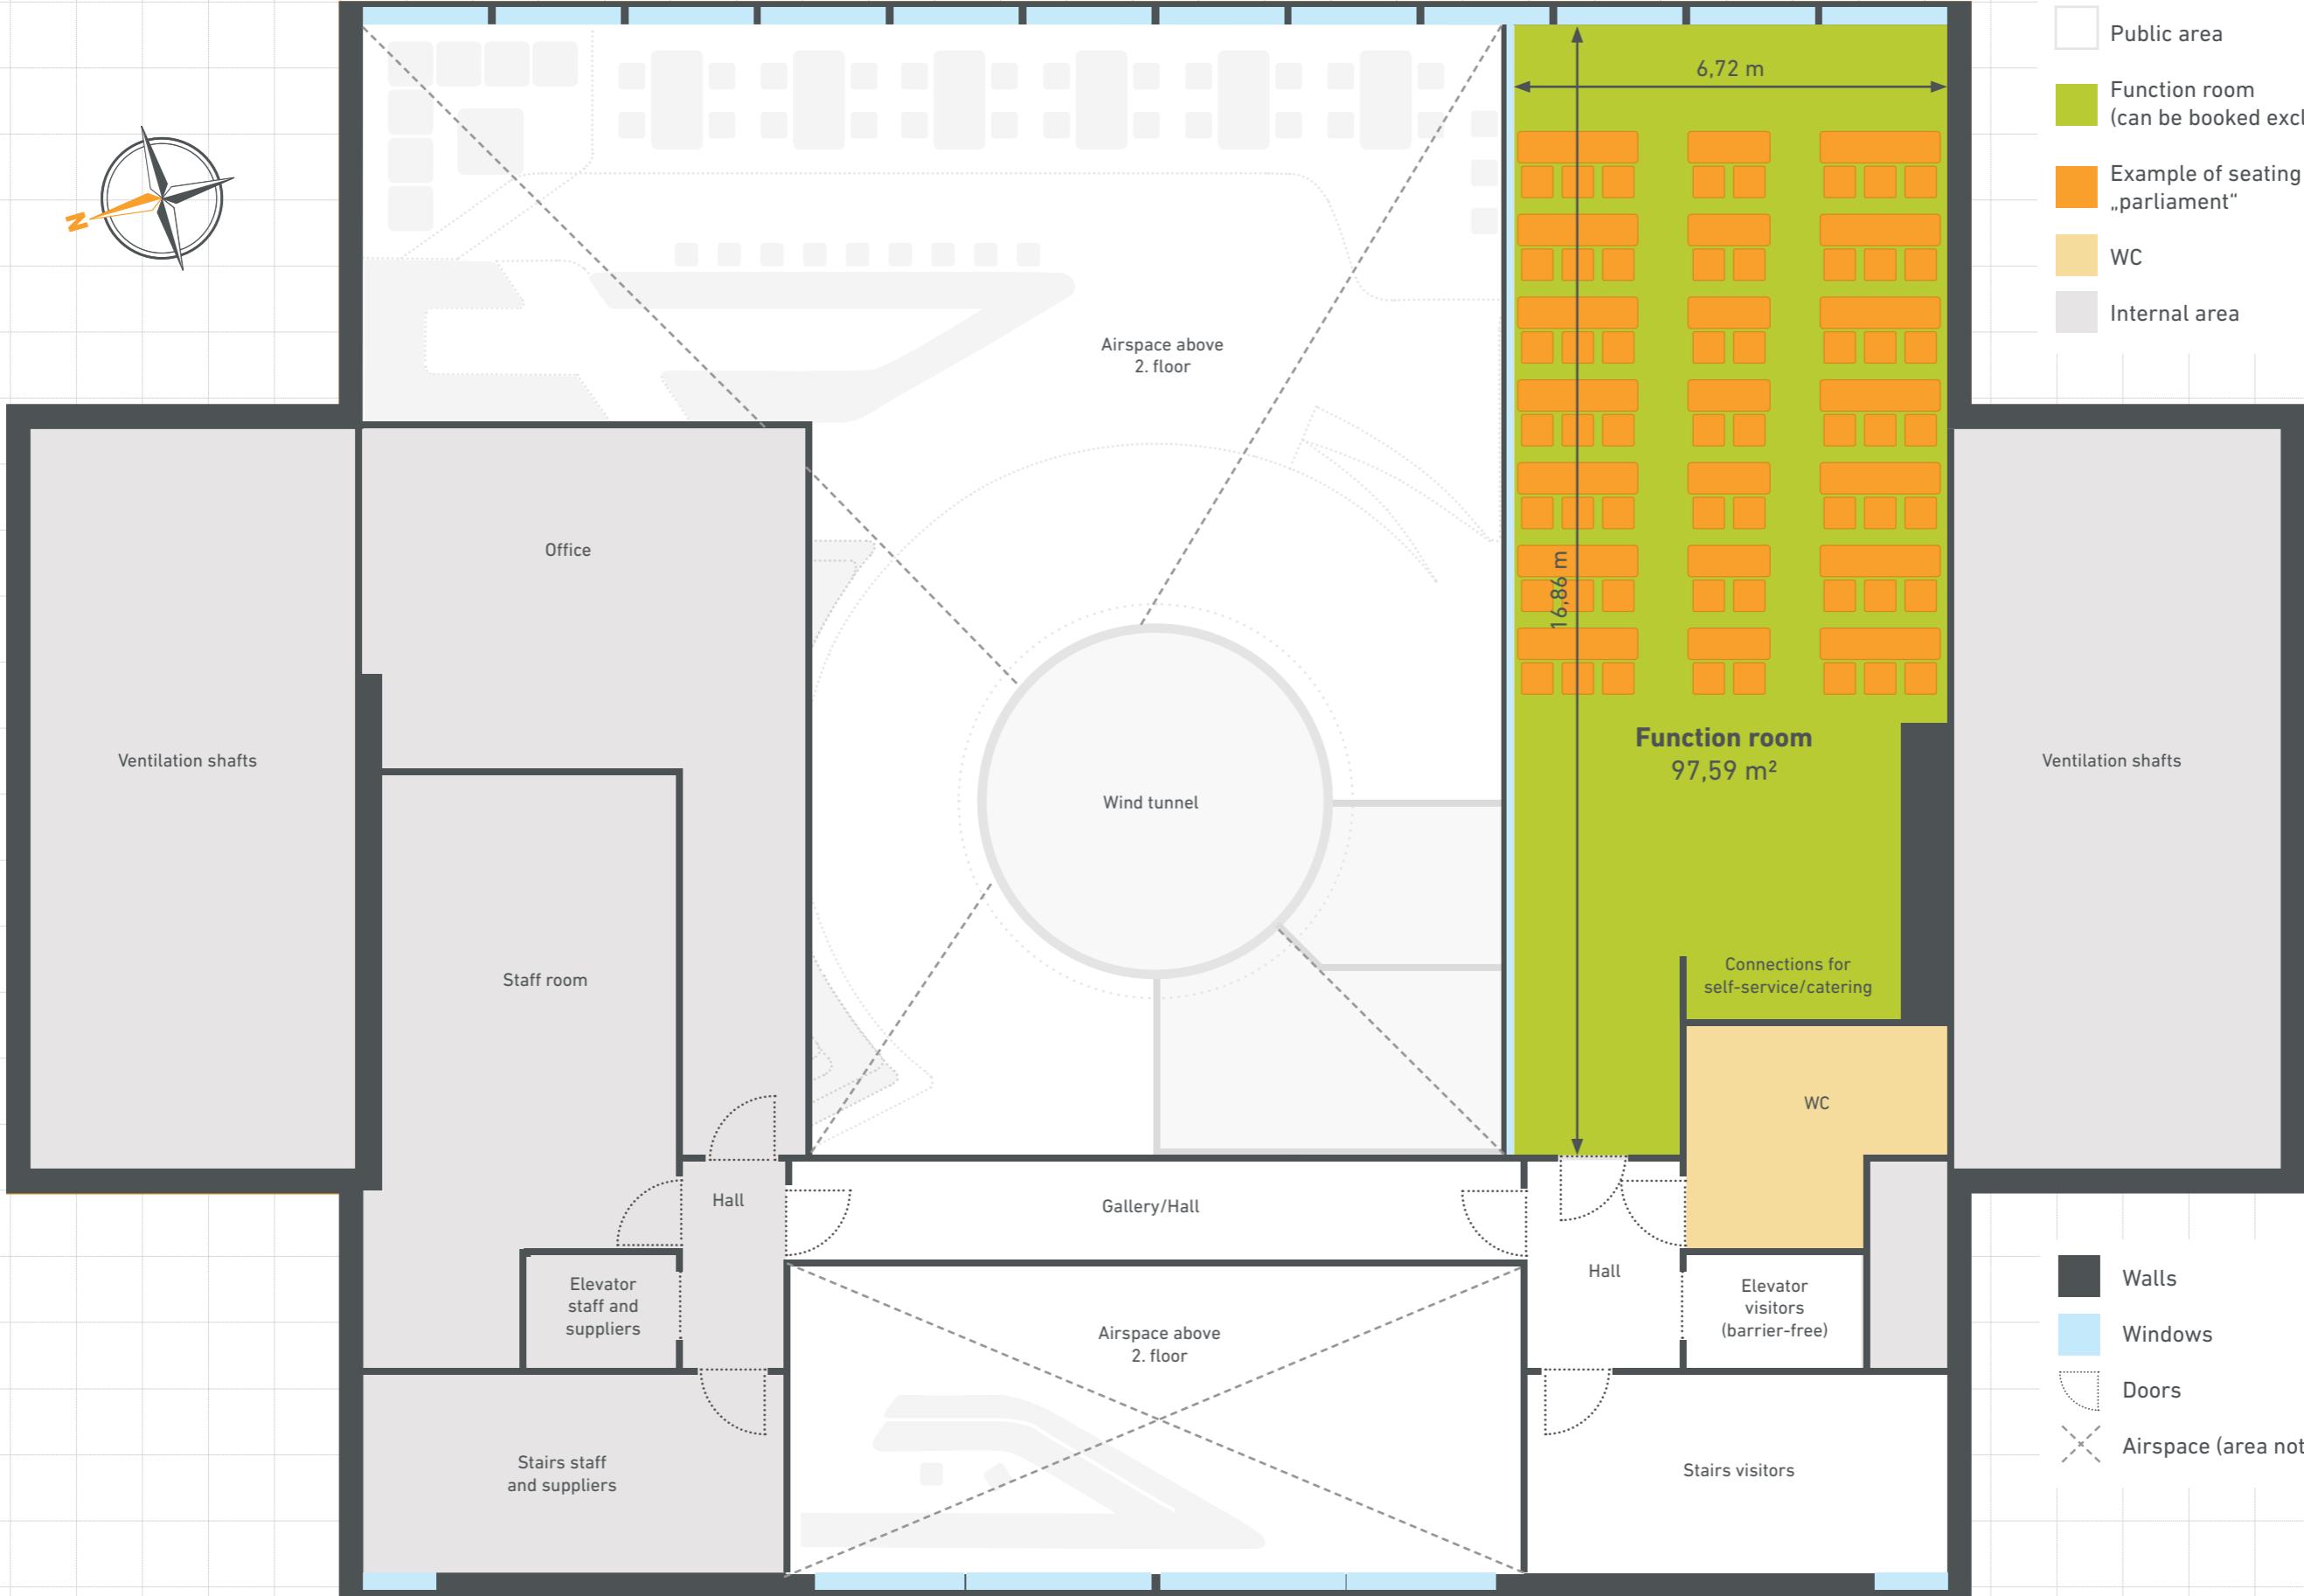 Public area
Function room
(can be booked excl
Example of seating
„parliament“
WC
Internal area
N
6,72 m
16,86 m
Airspace above
2. floor
Office
Ventilation shafts
Function room
97,59 m²
Ventilation shafts
Wind tunnel
Staff room
Connections for
self-service/catering
WC
Hall
Gallery/Hall
Hall
Elevator
staff and
suppliers
Elevator
visitors
(barrier-free)
Airspace above
2. floor
Stairs staff
and suppliers
Stairs visitors
Walls
Windows
Doors
Airspace (area not